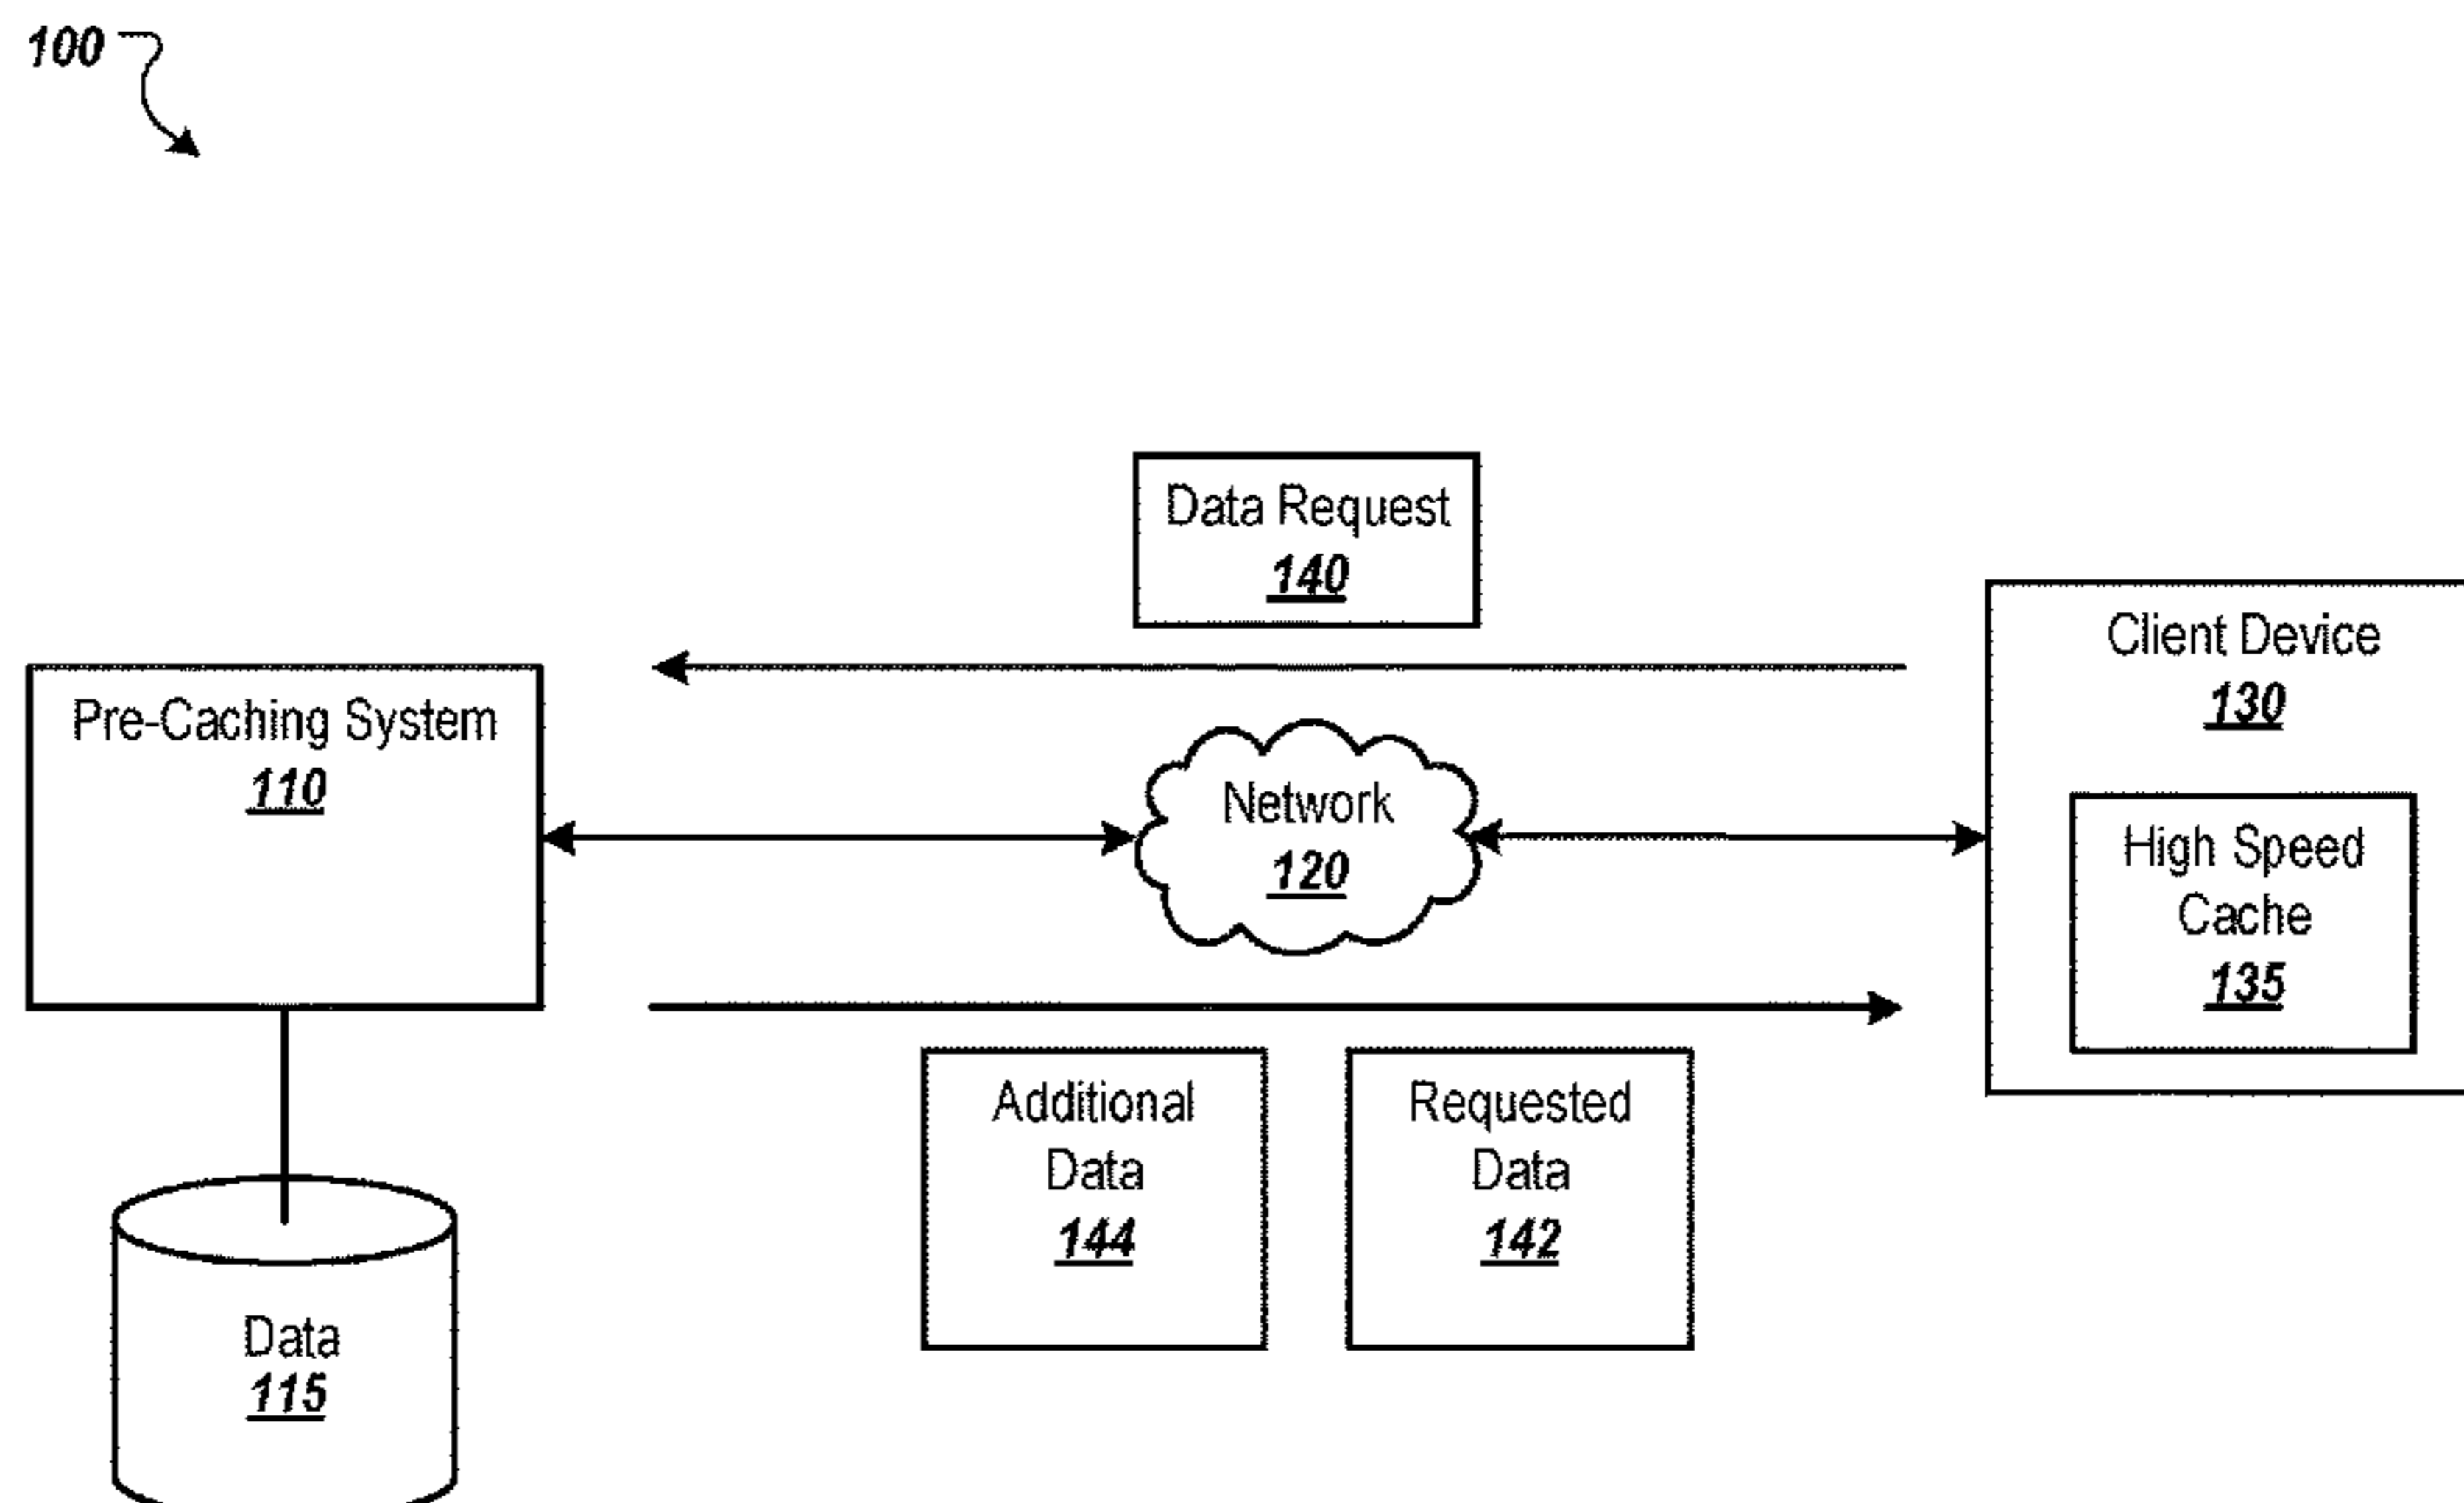 100
Data Request
140
Client Device
130
Pre-Caching System
110
Network
120
High Speed
Cache
135
Additional
Data
144
Requested
Data
142
Data
115